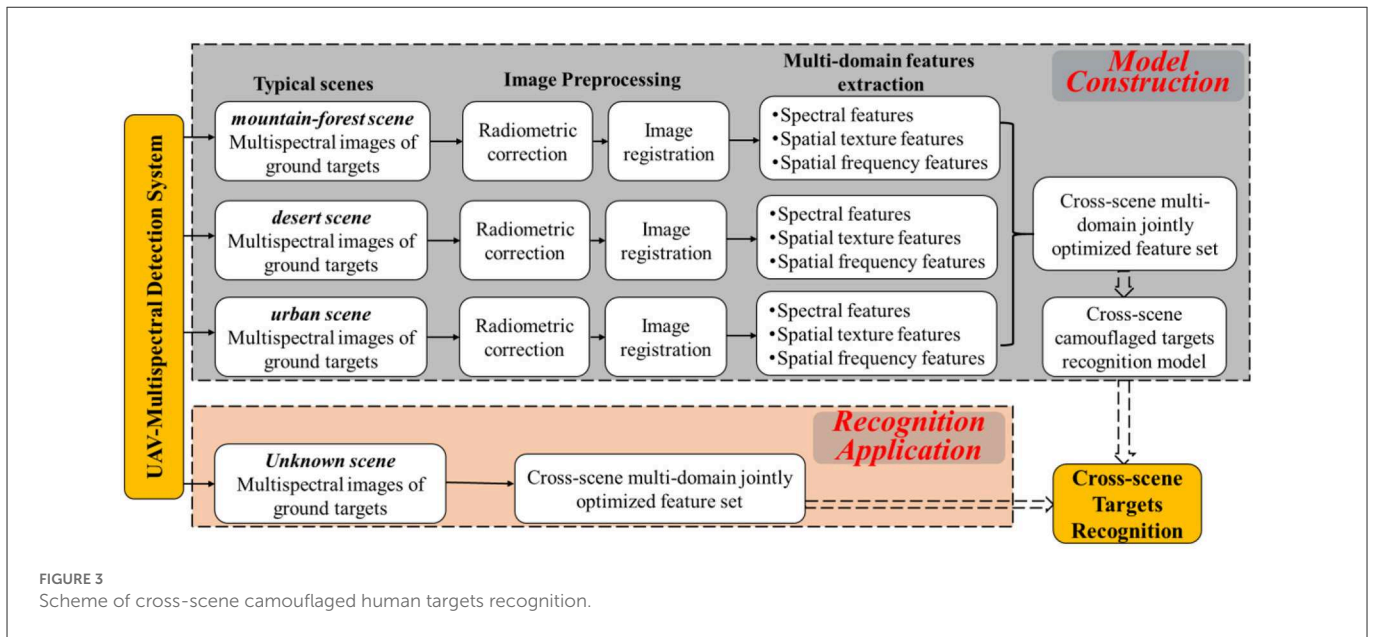 UAV-Multispectral Detection System
Typical scenes
Image Preprocessing
Multi-domain features
extraction
Model
Construction
mountain-forest scene
Multispectral images of
ground targets
Radiometric
correction
Image
registration
•Spectral features
•Spatial texture features
•Spatial frequency features
desert scene
Multispectral images of
ground targets
Radiometric
correction
Image
registration
•Spectral features
•Spatial texture features
•Spatial frequency features
urban scene
Multispectral images of
ground targets
Radiometric
correction
Image
registration
•Spectral features
•Spatial texture features
•Spatial frequency features
Cross-scene multi-
domain jointly
optimized feature set
Cross-scene
camouflaged targets
recognition model
Recognition
Application
Unknown scene
Multispectral images of
ground targets
Cross-scene multi-domain jointly
optimized feature set
Cross-scene
Targets
Recognition
FIGURE 3
Scheme of cross-scene camouflaged human targets recognition.